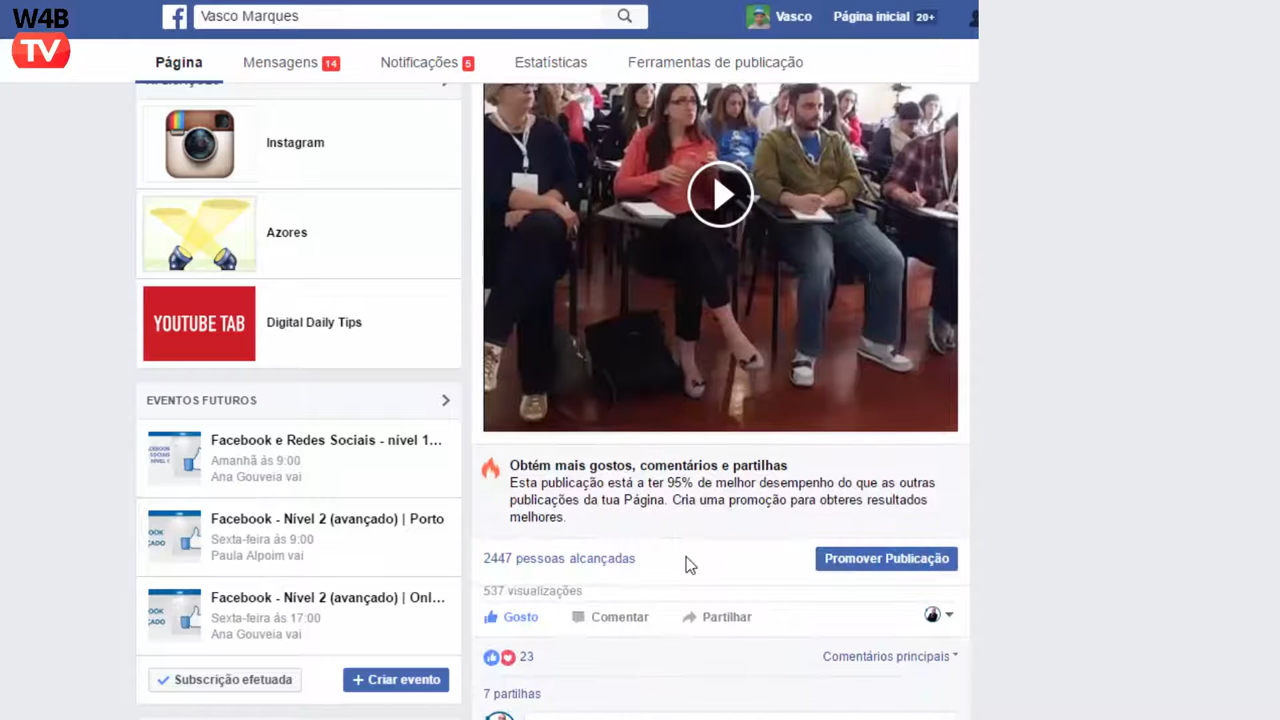 W4B
TV
Vasco Marques
Vasco
Página inicial 20+
Página
Mensagens 14
Notificações 5
Estatísticas
Ferramentas de publicação
Instagram
Azores
YOUTUBE TAB
Digital Daily Tips
EVENTOS FUTUROS
Facebook e Redes Sociais - nível 1...
Amanhã às 9:00
Ana Gouveia vai
Facebook - Nível 2 (avançado) | Porto
Sexta-feira às 9:00
Paula Alpoim vai
Facebook - Nível 2 (avançado) | Onl...
Sexta-feira às 17:00
Ana Gouveia vai
Subscrição efetuada
+ Criar evento
Obtém mais gostos, comentários e partilhas
Esta publicação está a ter 95% de melhor desempenho do que as outras
publicações da tua Página. Cria uma promoção para obteres resultados
melhores.
2447 pessoas alcançadas
Promover Publicação
537 visualizações
Gosto
Comentar
Partilhar
23
Comentários principais
7 partilhas